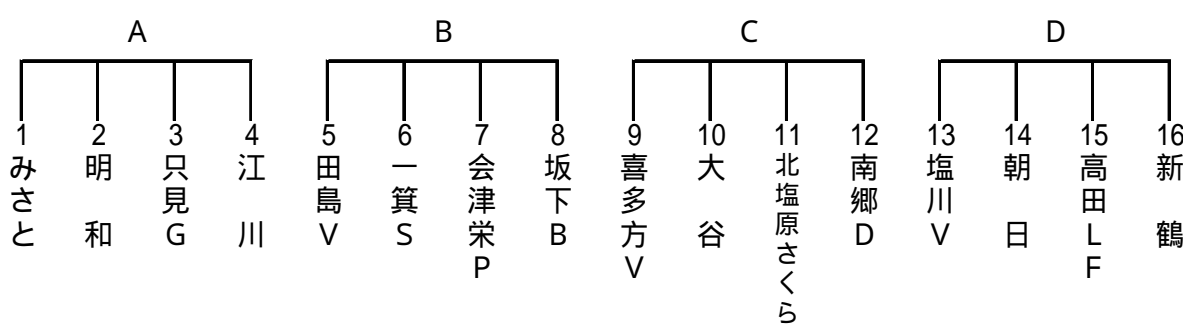 A
B
C
D
1
2
3
4
5
6
7
8
9
10
11
12
13
14
15
16
みさと
明和
只見G
江川
田島V
一箕S
会津栄P
坂下B
喜多方V
大谷
北塩原さくら
南郷D
塩川V
朝日
高田LF
新鶴